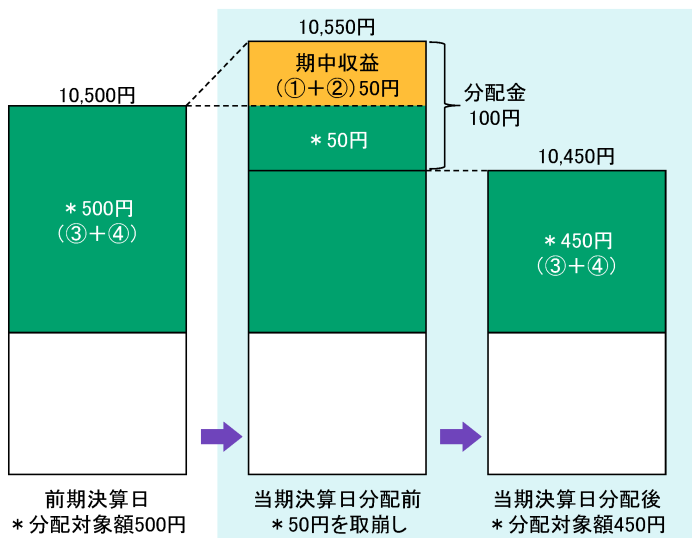 10,550円
期中収益
(①+②)50円
分配金
100円
10,500円
＊50円
10,450円
＊500円
(③+④)
＊450円
(③+④)
前期決算日
＊分配対象額500円
当期決算日分配前
＊50円を取崩し
当期決算日分配後
＊分配対象額450円